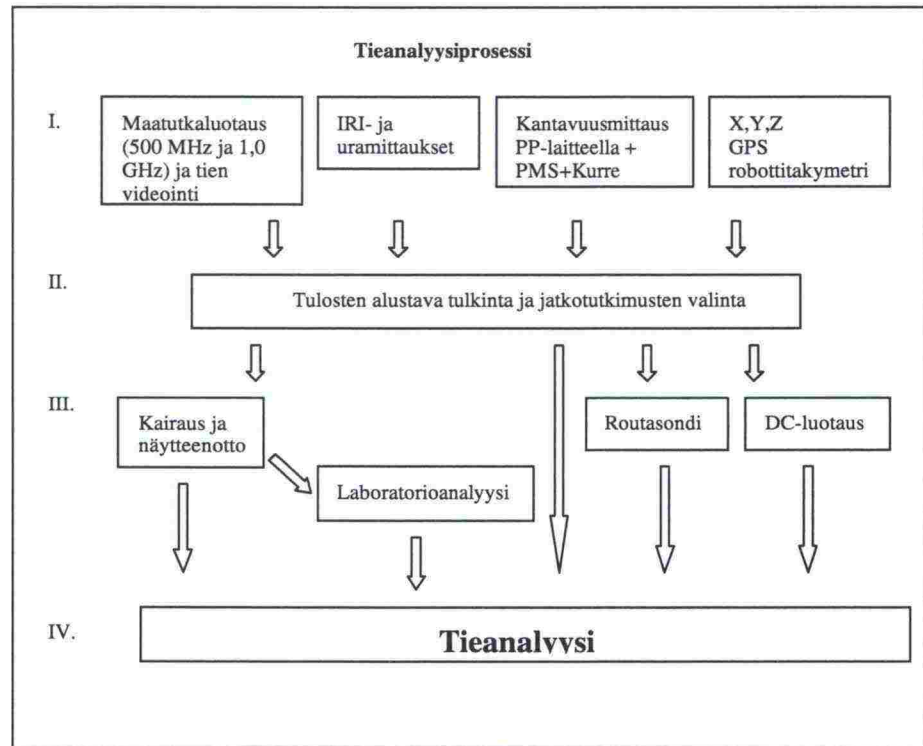 Tieanalyysiprosessi
I.
Maatutkaluotaus
(500 MHz ja 1,0
GHz) ja tien
videointi
IRI- ja
uramittaukset
Kantavuusmittaus
PP-laitteella +
PMS+Kurre
X,Y,Z
GPS
robottitakymetri
II.
Tulosten alustava tulkinta ja jatkotutkimusten valinta
III.
Kairaus ja
näytteenotto
Laboratorioanalyysi
Routasondi
DC-luotaus
IV.
Tieanalyysi